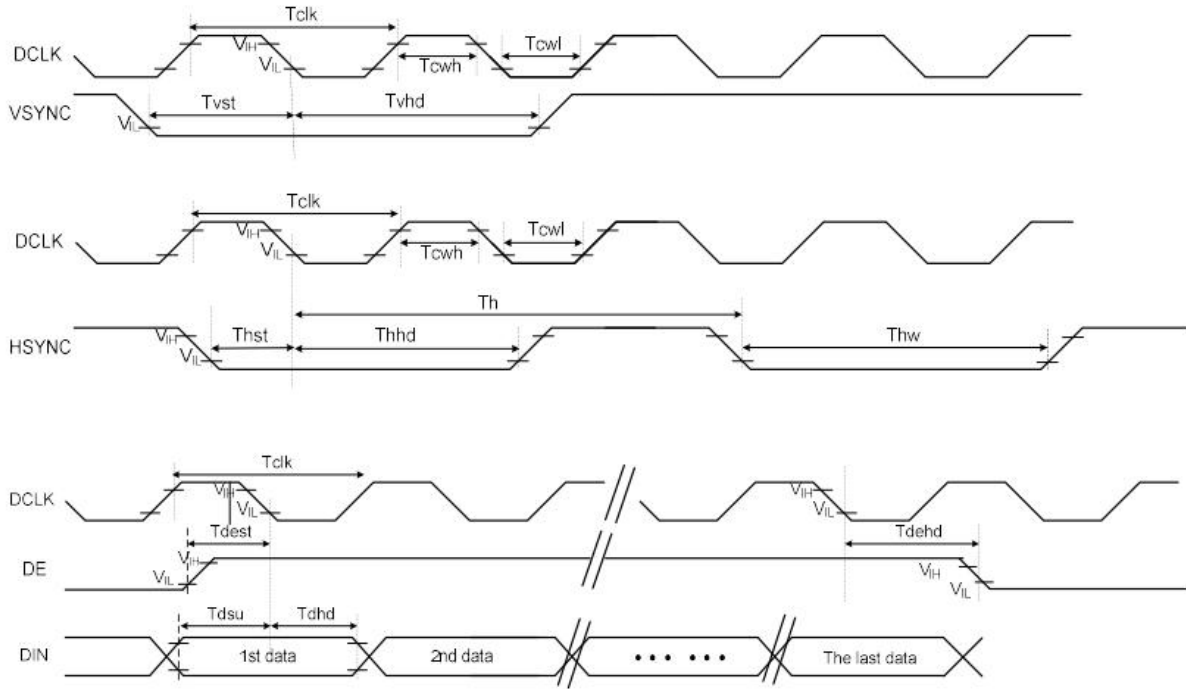 Tclk
DCLK
VIH
VIL
Tcwh
Tcwl
VSYNC
VIL
Tvst
Tvhd
Tclk
DCLK
VIH
VIL
Tcwh
Tcwl
Th
HSYNC
VIH
VIL
Thst
Thhd
Thw
Tclk
DCLK
VIH
VIL
VIH
VIL
Tdest
Tdehd
DE
VIH
VIL
VIH
VIL
Tdsu
Tdhd
DIN
1st data
2nd data
••• •••
The last data